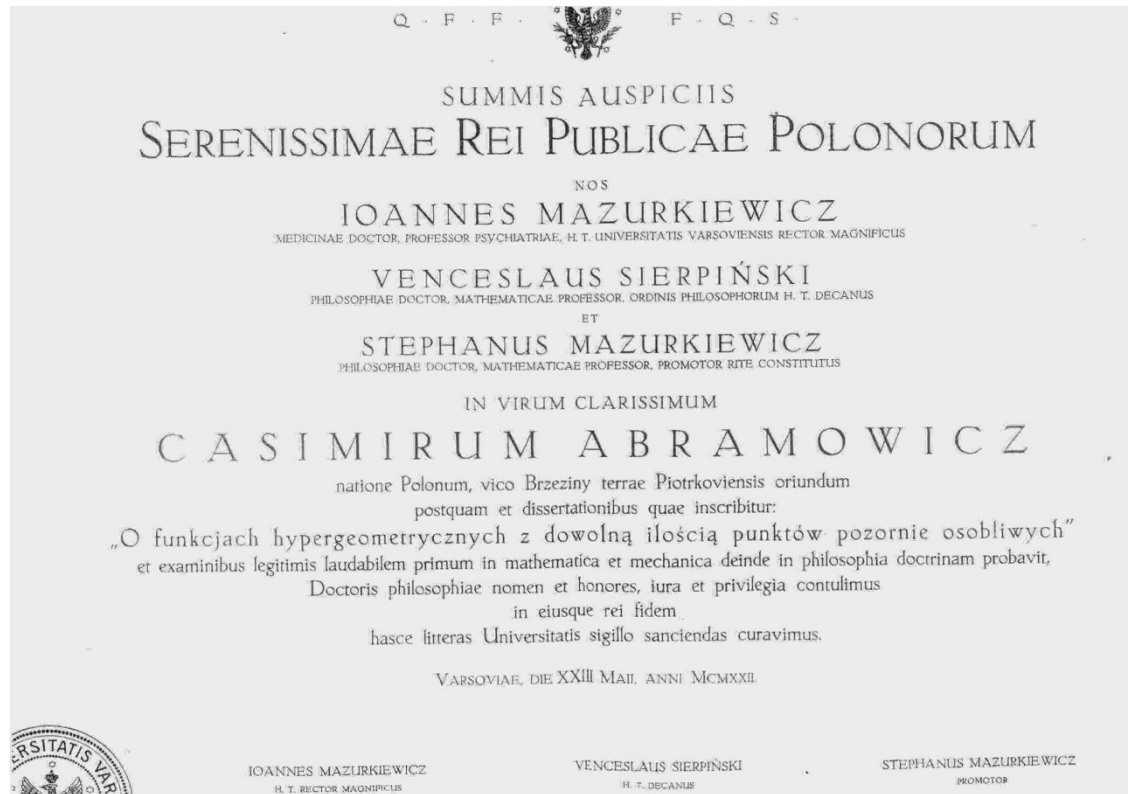 Q - F - F - F - Q - S -
SUMMIS AUSPICIIS
SERENISSIMAE REI PUBLICAE POLONORUM
NOS
IOANNES MAZURKIEWICZ
MEDICINAE DOCTOR, PROFESSOR PSYCHIATRIAE, H. T. UNIVERSITATIS VARSOVIENSIS RECTOR MAGNIFICUS
VENCESLAUS SIERPIŃSKI
PHILOSOPHIAE DOCTOR, MATHEMATICAE PROFESSOR, ORDINIS PHILOSOPHORUM H. T. DECANUS
ET
STEPHANUS MAZURKIEWICZ
PHILOSOPHIAE DOCTOR, MATHEMATICAE PROFESSOR, PROMOTOR RITE CONSTITUTUS
IN VIRUM CLARISSIMUM
CASIMIRUM ABRAMOWICZ
natione Polonum, vico Brzeziny terrae Piotrkoviensis oriundum
postquam et dissertationibus quae inscribitur:
„O funkcjach hypergeometrycznych z dowolną ilością punktów pozornie osobliwych”
et examinibus legitimis laudabilem primum in mathematica et mechanica deinde in philosophia doctrinam probavit,
Doctoris philosophiae nomen et honores, iura et privilegia contulimus
in eiusque rei fidem
hasce litteras Universitatis sigillo sanciendas curavimus.
VARSOVIAE, DIE XXIII MAII, ANNI MCMXXII.
IOANNES MAZURKIEWICZ VENCESLAUS SIERPIŃSKI STEPHANUS MAZURKIEWICZ
H. T. RECTOR MAGNIFICUS H. T. DECANUS PROMOTOR